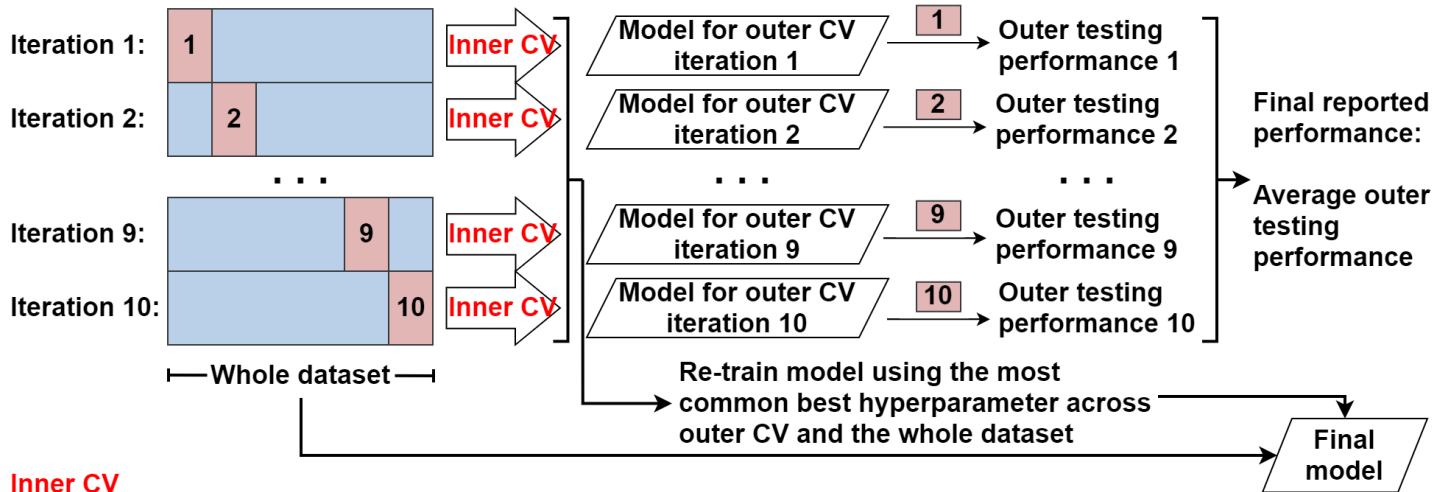 Iteration 1:
1
Inner CV
Model for outer CV
iteration 1
1
Outer testing
performance 1
Iteration 2:
2
Inner CV
Model for outer CV
iteration 2
2
Outer testing
performance 2
. . .
. . .
. . .
Iteration 9:
9
Inner CV
Model for outer CV
iteration 9
9
Outer testing
performance 9
Iteration 10:
10
Inner CV
Model for outer CV
iteration 10
10
Outer testing
performance 10
Final reported
performance:
Average outer
testing
performance
Whole dataset
Re-train model using the most
common best hyperparameter across
outer CV and the whole dataset
Final
model
Inner CV